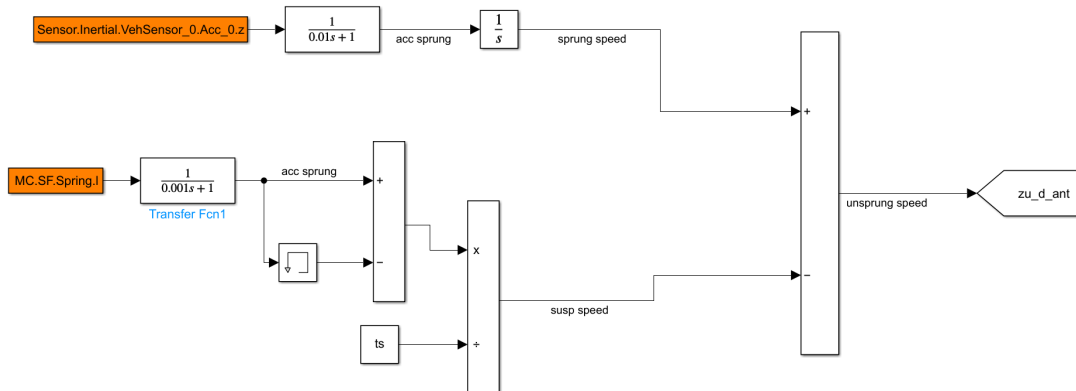 Sensor.Inertial.VehSensor_0.Acc_0.z
1
0.01s + 1
acc sprung
1
s
sprung speed
+
MC.SF.Spring.l
1
0.001s + 1
Transfer Fcn1
acc sprung
+
−
x
ts
÷
susp speed
−
unsprung speed
zu_d_ant